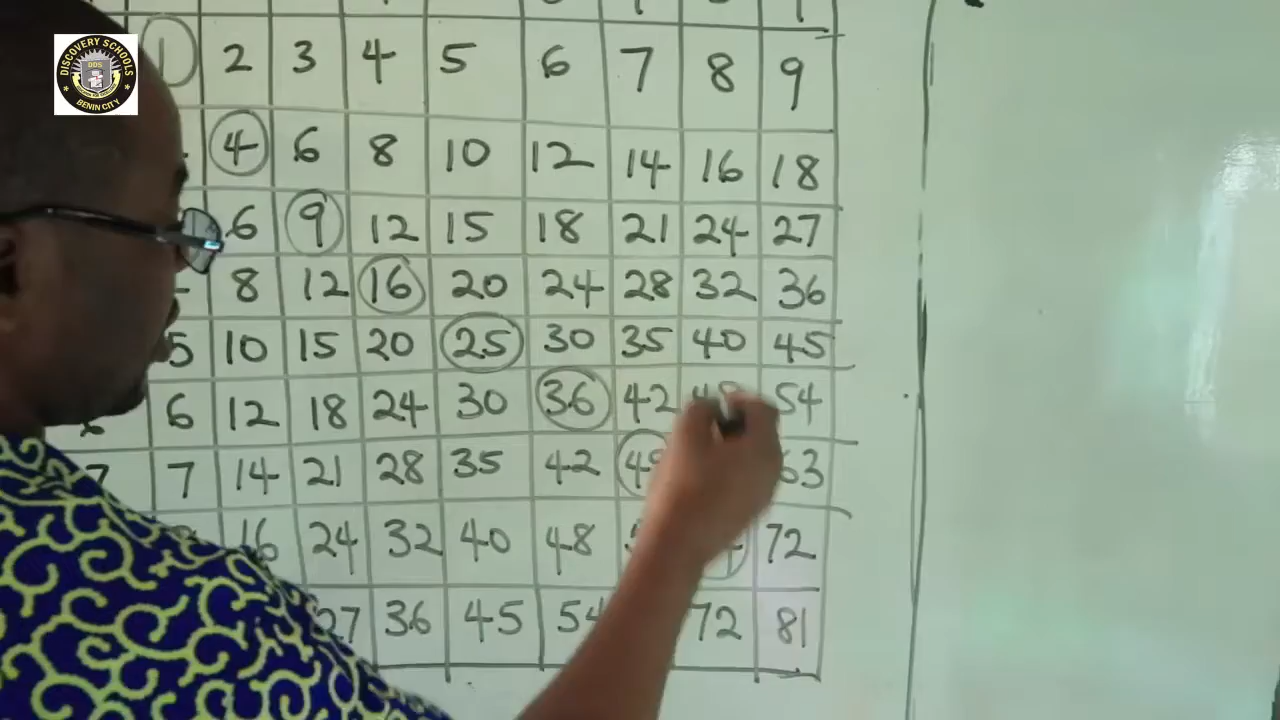 DISCOVERY SCHOOLS
DDS
BENIN CITY
1 2 3 4 5 6 7 8 9
4 6 8 10 12 14 16 18
6 9 12 15 18 21 24 27
8 12 16 20 24 28 32 36
5 10 15 20 25 30 35 40 45
6 12 18 24 30 36 42 48 54
7 7 14 21 28 35 42 49 63
16 24 32 40 48 72
27 36 45 54 72 81